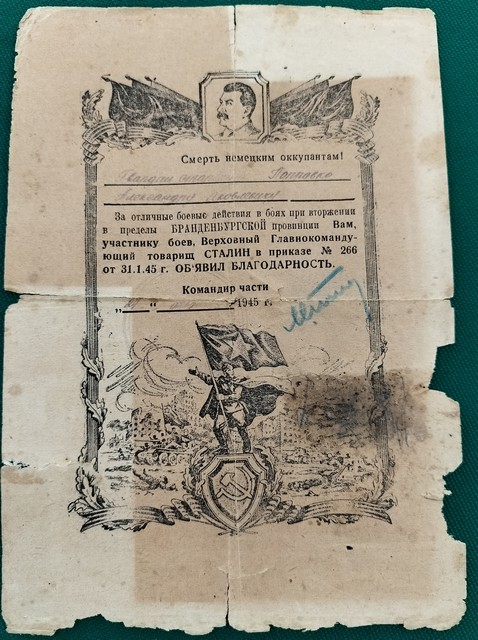 Смерть немецким оккупантам!
Гвардии
За отличные боевые действия в боях при вторжении
в пределы БРАНДЕНБУРГСКОЙ провинции Вам,
участнику боев, Верховный Главнокоманду-
ющий товарищ СТАЛИН в приказе № 266
от 31.1.45 г. ОБ'ЯВИЛ БЛАГОДАРНОСТЬ.
Командир части
„ " 1945 г.